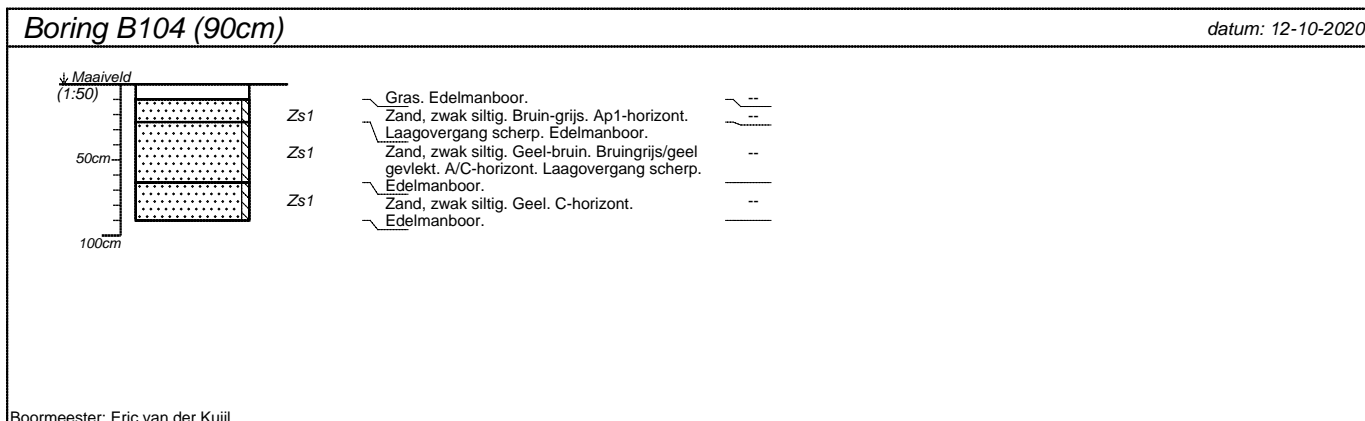 Boring B104 (90cm)
datum: 12-10-2020
Maaiveld
(1:50)
Gras. Edelmanboor.
--
Zs1
Zand, zwak siltig. Bruin-grijs. Ap1-horizont.
--
Laagovergang scherp. Edelmanboor.
50cm
Zs1
Zand, zwak siltig. Geel-bruin. Bruingrijs/geel
--
gevlekt. A/C-horizont. Laagovergang scherp.
Edelmanboor.
Zs1
Zand, zwak siltig. Geel. C-horizont.
--
Edelmanboor.
100cm
Boormeester: Eric van der Kuijl